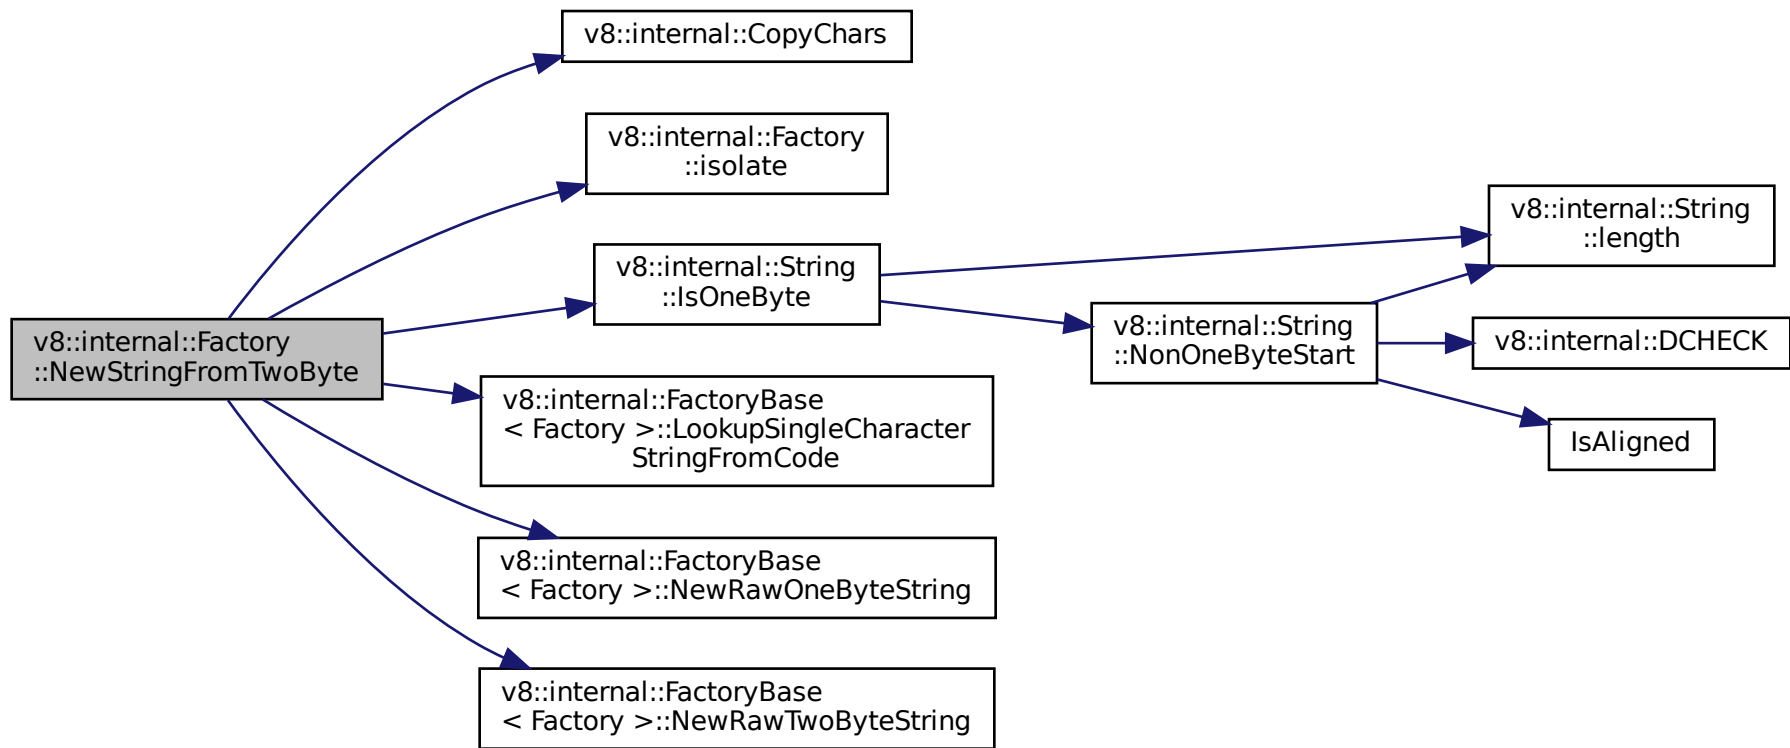 v8::internal::CopyChars
v8::internal::Factory
::isolate
v8::internal::String
::length
v8::internal::String
::IsOneByte
v8::internal::String
::NonOneByteStart
v8::internal::DCHECK
v8::internal::Factory
::NewStringFromTwoByte
v8::internal::FactoryBase
< Factory >::LookupSingleCharacter
StringFromCode
IsAligned
v8::internal::FactoryBase
< Factory >::NewRawOneByteString
v8::internal::FactoryBase
< Factory >::NewRawTwoByteString